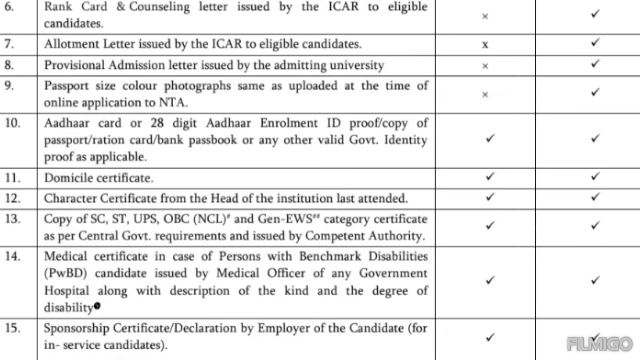 6. Rank Card & Counseling letter issued by the ICAR to eligible
candidates. × ✓
7. Allotment Letter issued by the ICAR to eligible candidates. x ✓
8. Provisional Admission letter issued by the admitting university × ✓
9. Passport size colour photographs same as uploaded at the time of
online application to NTA. × ✓
10. Aadhaar card or 28 digit Aadhaar Enrolment ID proof/copy of
passport/ration card/bank passbook or any other valid Govt. Identity ✓ ✓
proof as applicable.
11. Domicile certificate. ✓ ✓
12. Character Certificate from the Head of the institution last attended. ✓ ✓
13. Copy of SC, ST, UPS, OBC (NCL)# and Gen-EWS## category certificate
as per Central Govt. requirements and issued by Competent Authority. ✓ ✓
14. Medical certificate in case of Persons with Benchmark Disabilities
(PwBD) candidate issued by Medical Officer of any Government
Hospital along with description of the kind and the degree of ✓ ✓
disability
15. Sponsorship Certificate/Declaration by Employer of the Candidate (for
in- service candidates). ✓ ✓
FILMIGO